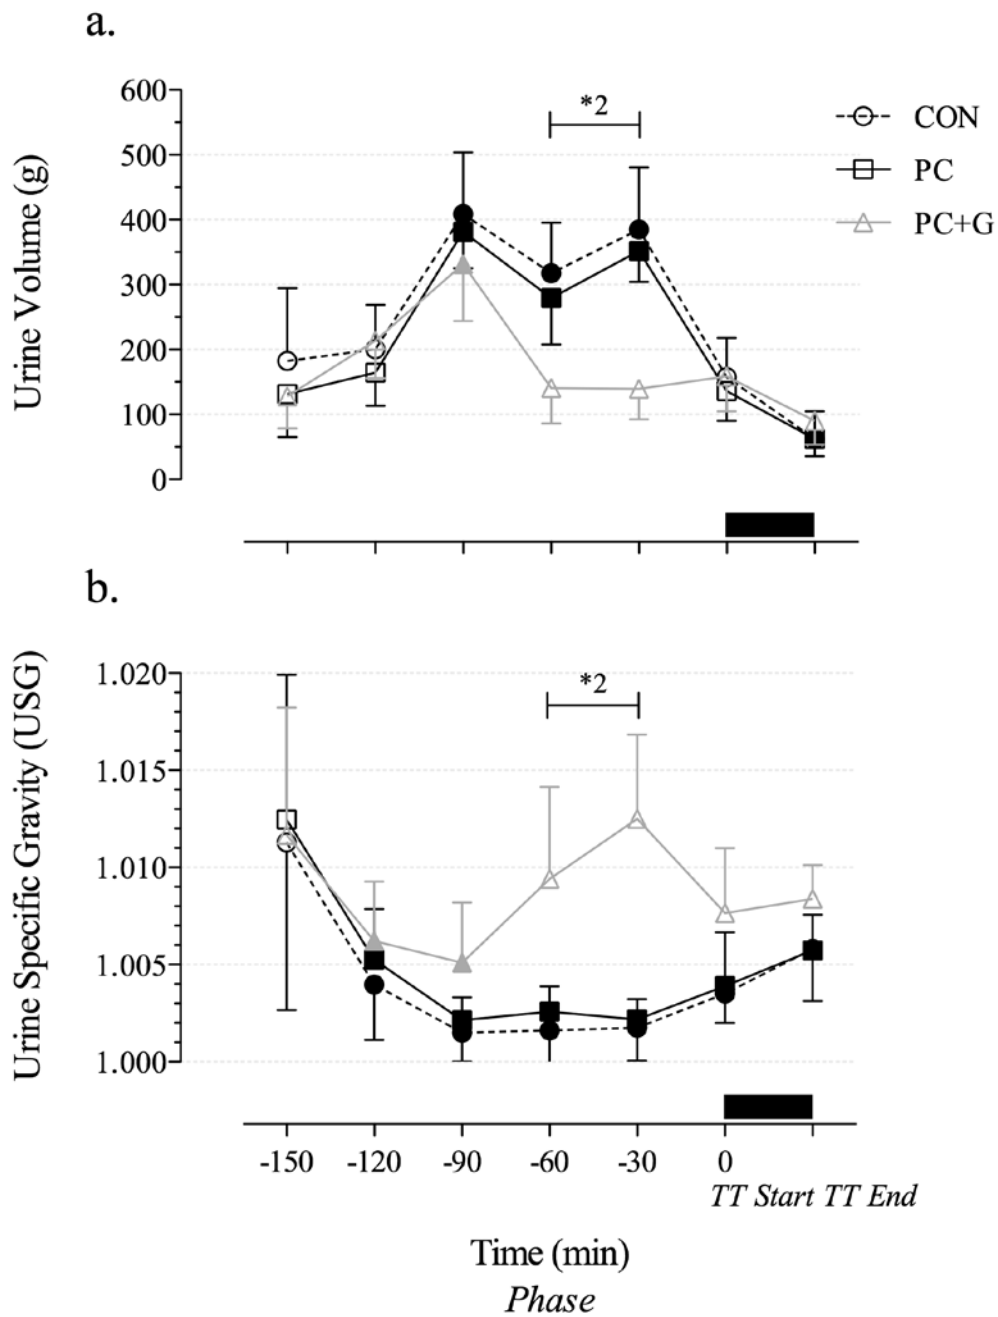 a.
Urine Volume (g)
600
500
400
300
200
100
0
*2
CON
PC
PC+G
b.
Urine Specific Gravity (USG)
1.020
1.015
1.010
1.005
1.000
*2
-150 -120 -90 -60 -30 0
TT Start TT End
Time (min)
Phase